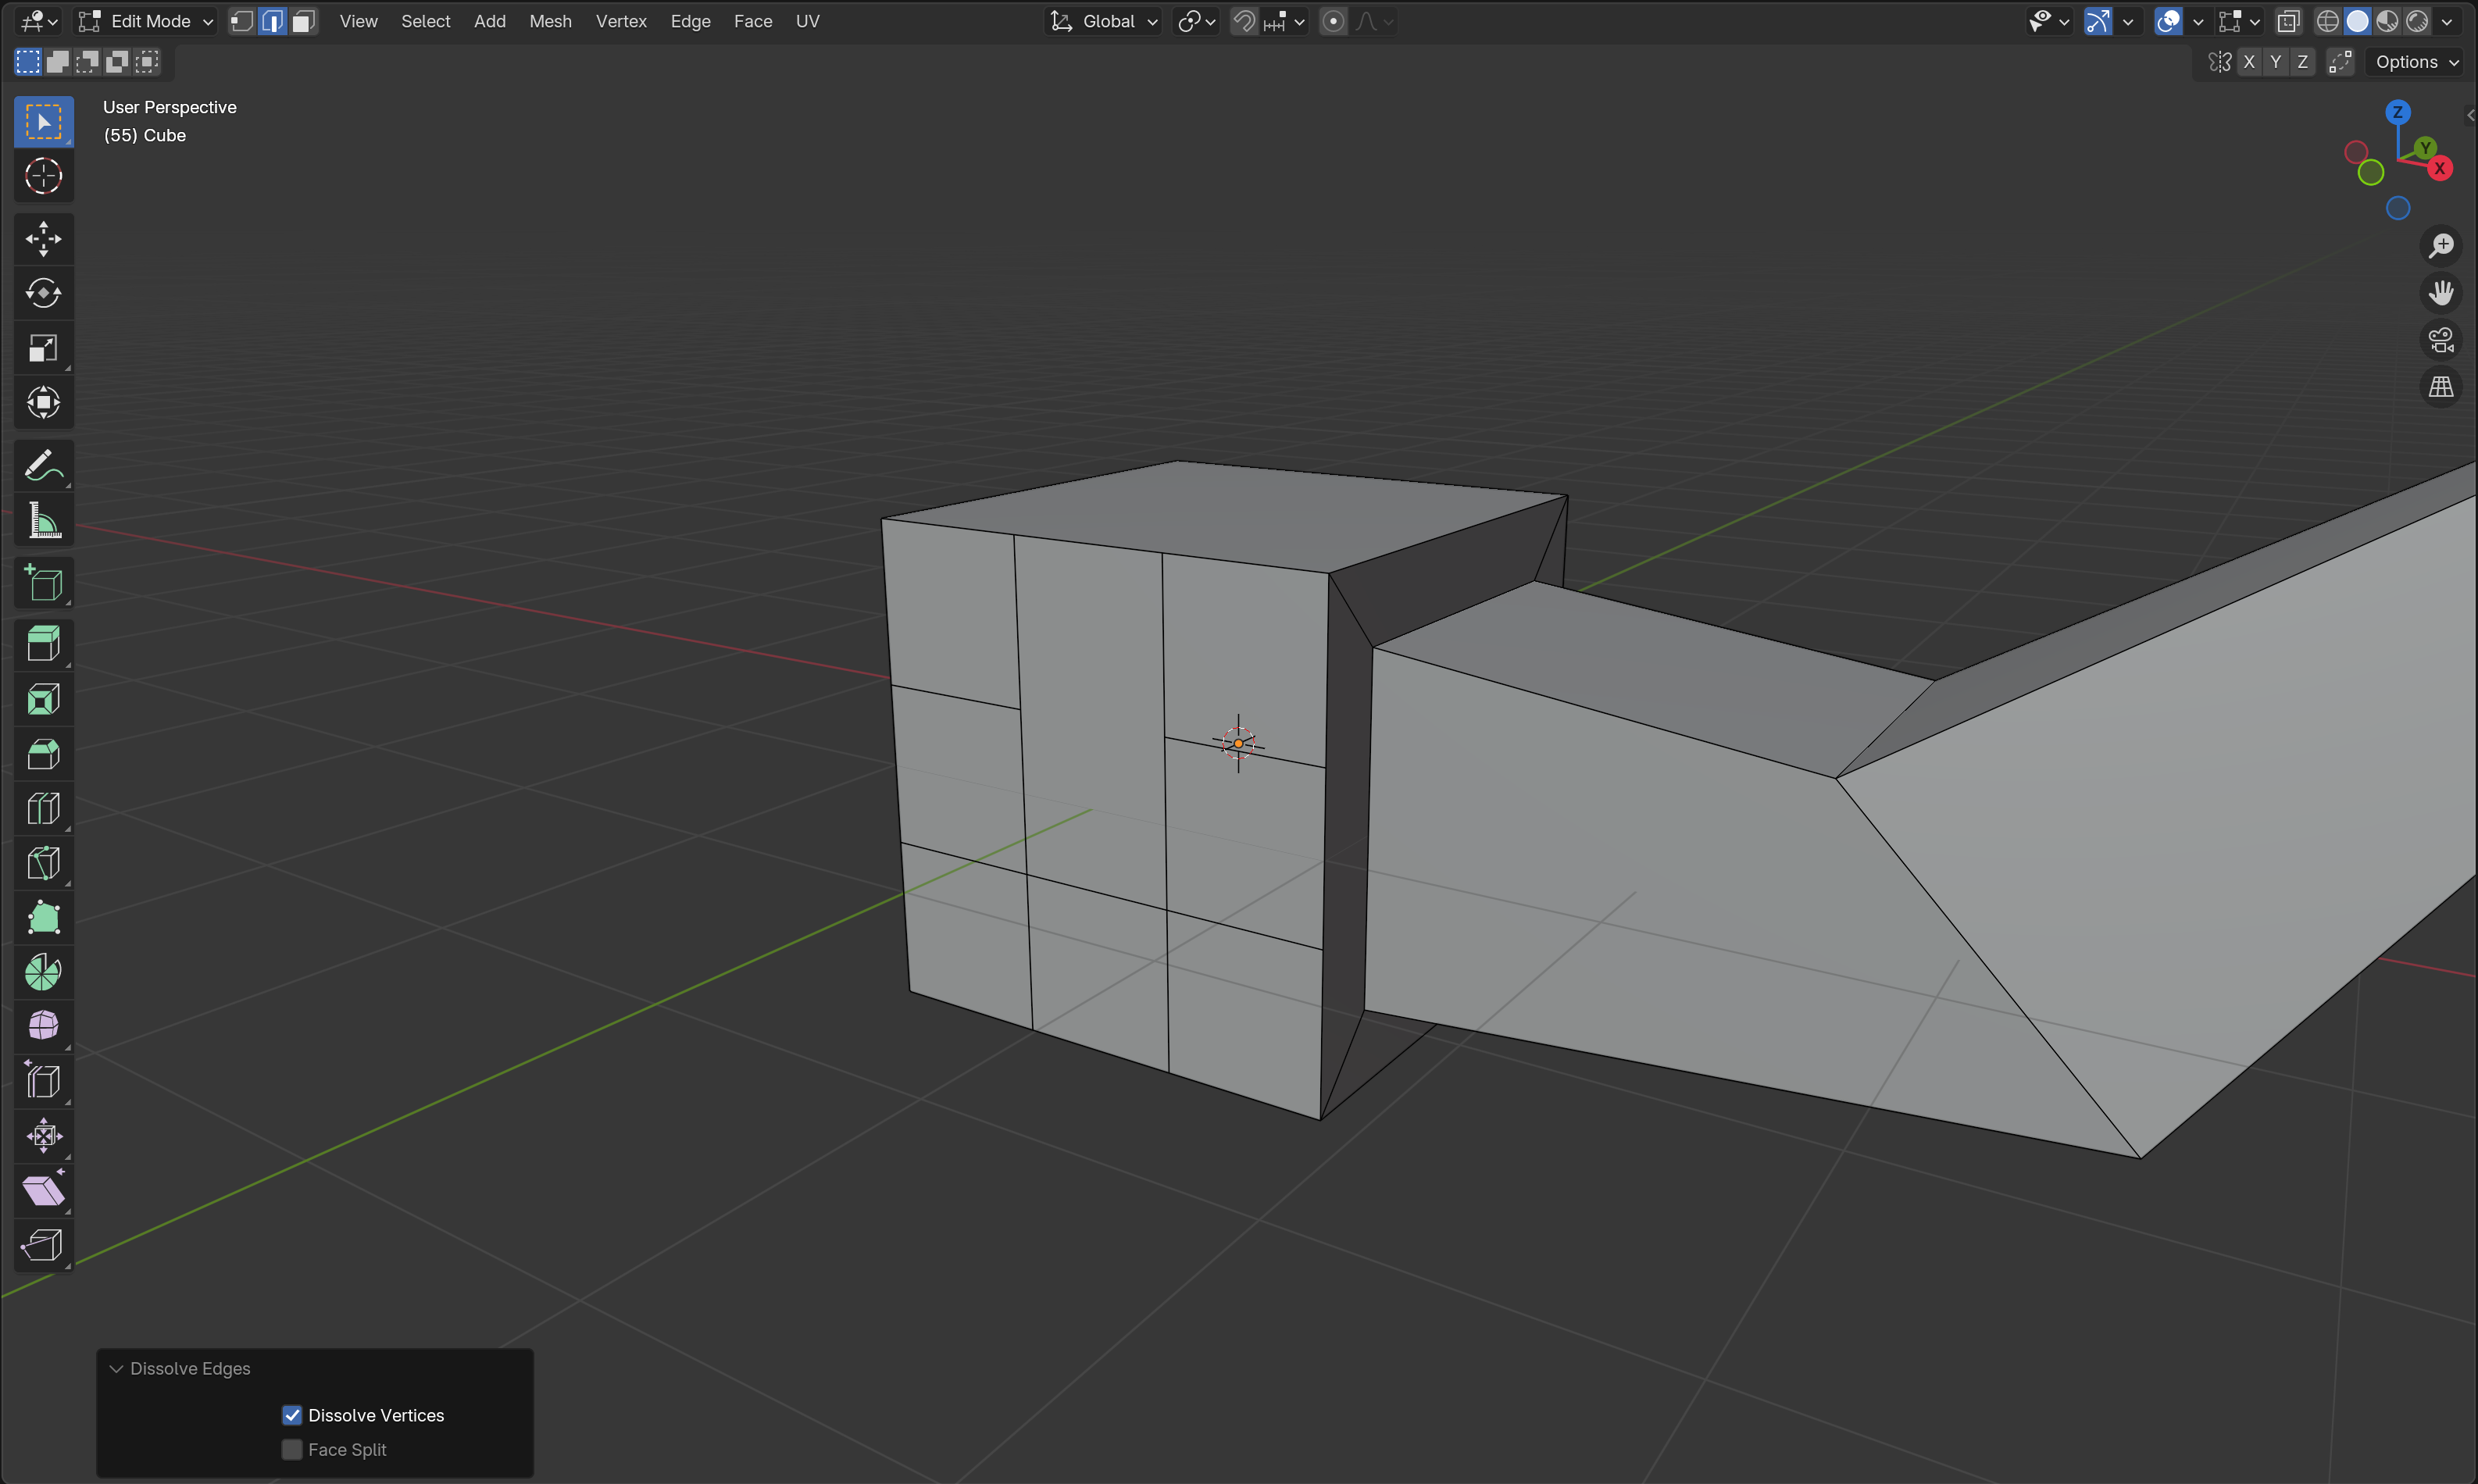 Edit Mode View Select Add Mesh Vertex Edge Face UV Global
X Y Z Options
User Perspective
(55) Cube
Z
Y
X
Dissolve Edges
Dissolve Vertices
Face Split